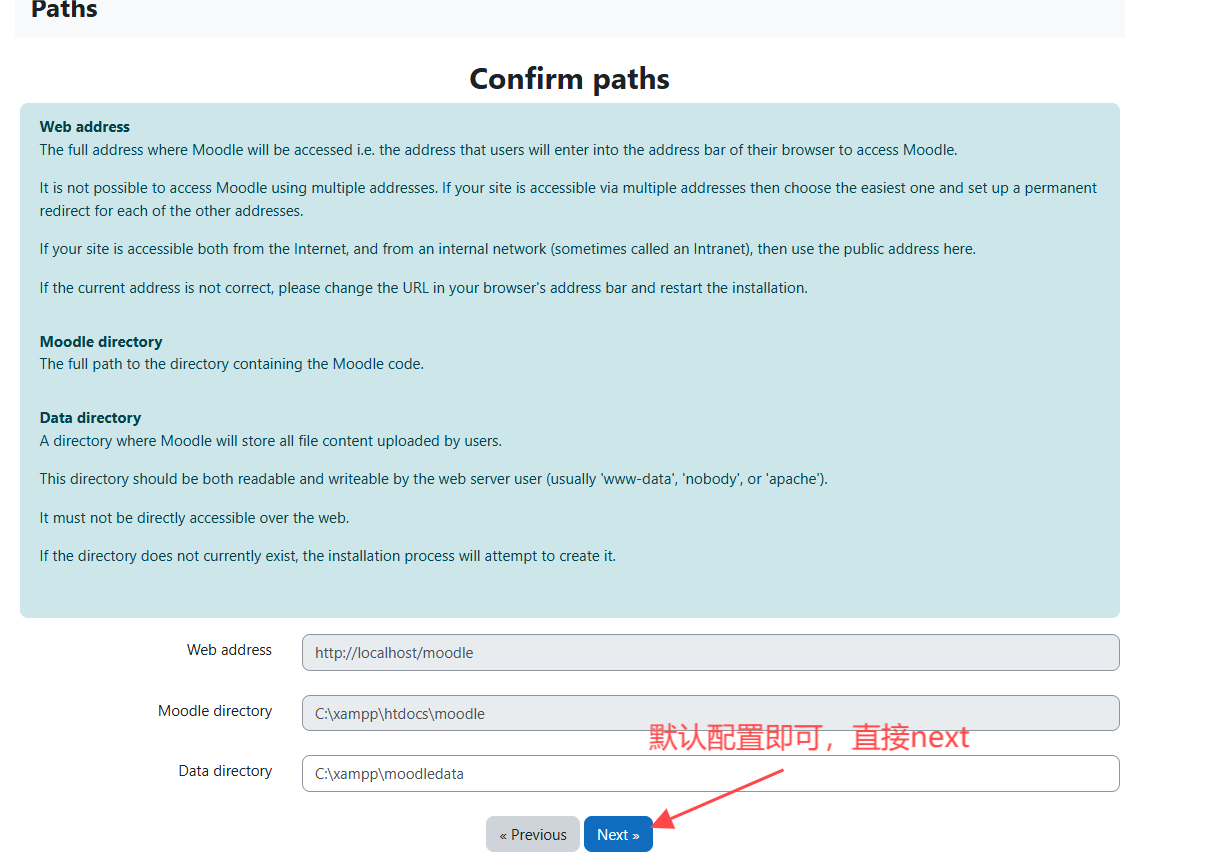 Paths
Confirm paths
Web address
The full address where Moodle will be accessed i.e. the address that users will enter into the address bar of their browser to access Moodle.
It is not possible to access Moodle using multiple addresses. If your site is accessible via multiple addresses then choose the easiest one and set up a permanent
redirect for each of the other addresses.
If your site is accessible both from the Internet, and from an internal network (sometimes called an Intranet), then use the public address here.
If the current address is not correct, please change the URL in your browser's address bar and restart the installation.
Moodle directory
The full path to the directory containing the Moodle code.
Data directory
A directory where Moodle will store all file content uploaded by users.
This directory should be both readable and writeable by the web server user (usually 'www-data', 'nobody', or 'apache').
It must not be directly accessible over the web.
If the directory does not currently exist, the installation process will attempt to create it.
Web address http://localhost/moodle
Moodle directory C:\xampp\htdocs\moodle
默认配置即可，直接next
Data directory C:\xampp\moodledata
« Previous Next »